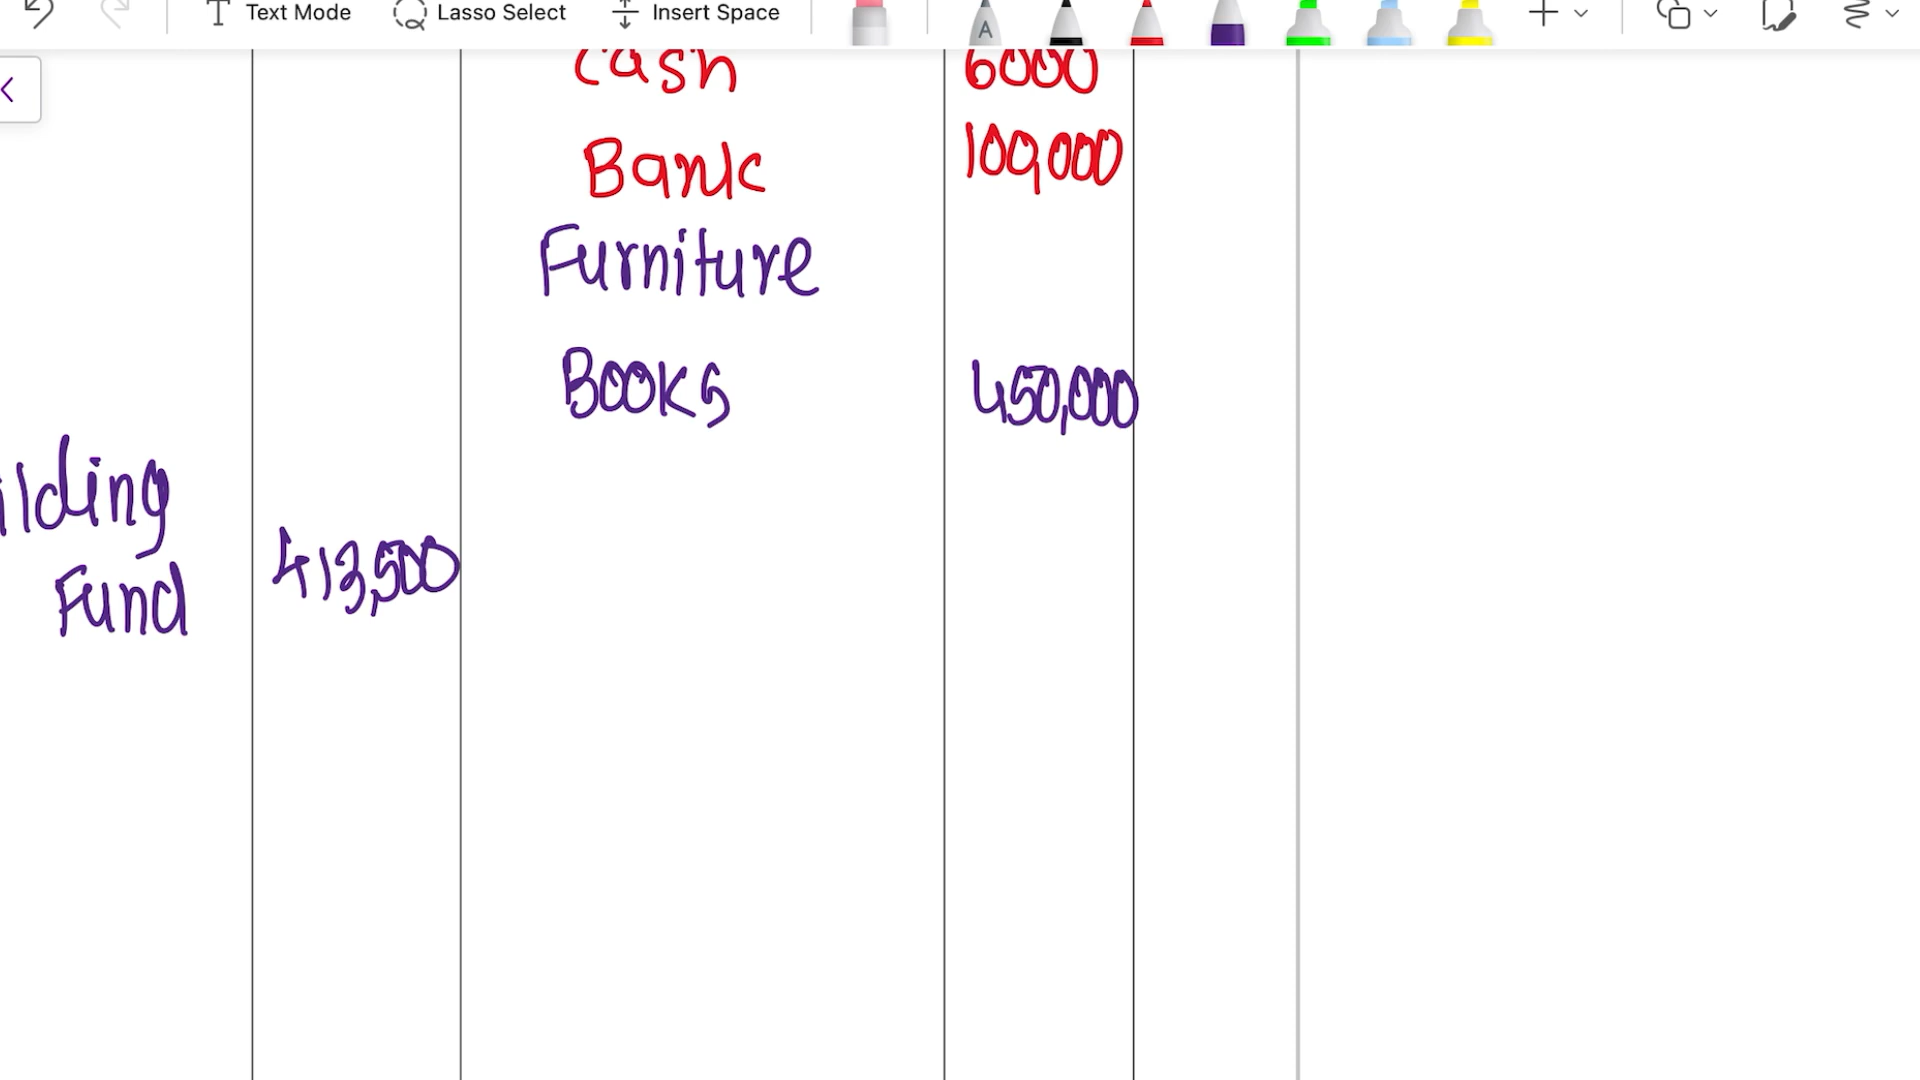 Text Mode Lasso Select Insert Space
A
Cash 6000
Bank 100,000
Furniture
Books 450,000
ilding
Fund 413,500